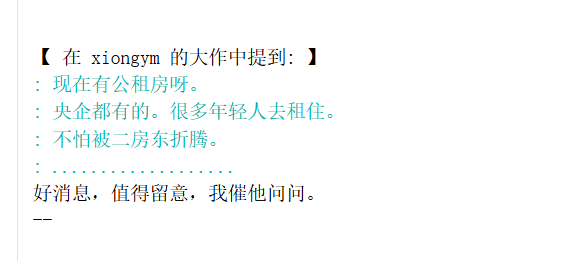 【 在 xiongym 的大作中提到: 】
: 现在有公租房呀。
: 央企都有的。很多年轻人去租住。
: 不怕被二房东折腾。
: ...................
好消息，值得留意，我催他问问。
--